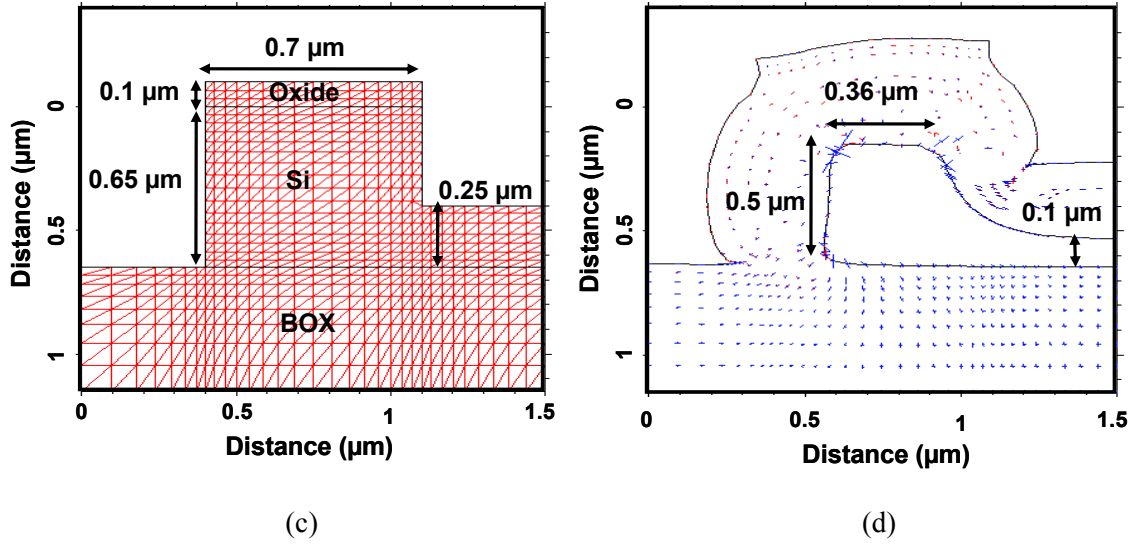 0.7 µm
0.1 µm
Oxide
0
0.65 µm
Si
0.25 µm
0.5
BOX
1
Distance (µm)
0 0.5 1 1.5
Distance (µm)
(c)
0.36 µm
0
0.5 µm
0.1 µm
0.5
1
Distance (µm)
0 0.5 1 1.5
Distance (µm)
(d)